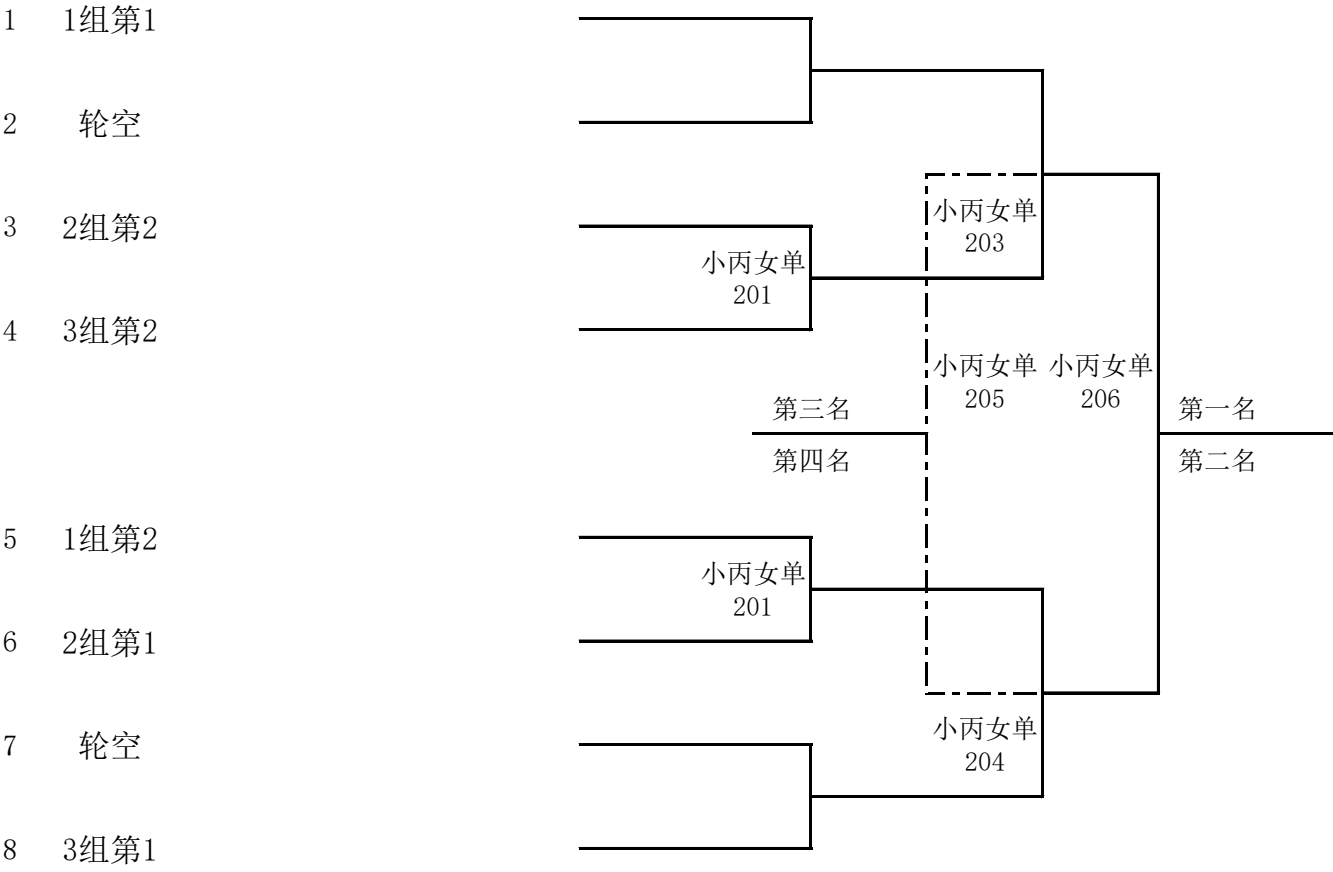 1 1组第1
2 轮空
3 2组第2
小丙女单
203
小丙女单
201
4 3组第2
小丙女单 小丙女单
205 206
第三名 第一名
第四名 第二名
5 1组第2
小丙女单
201
6 2组第1
7 轮空
小丙女单
204
8 3组第1